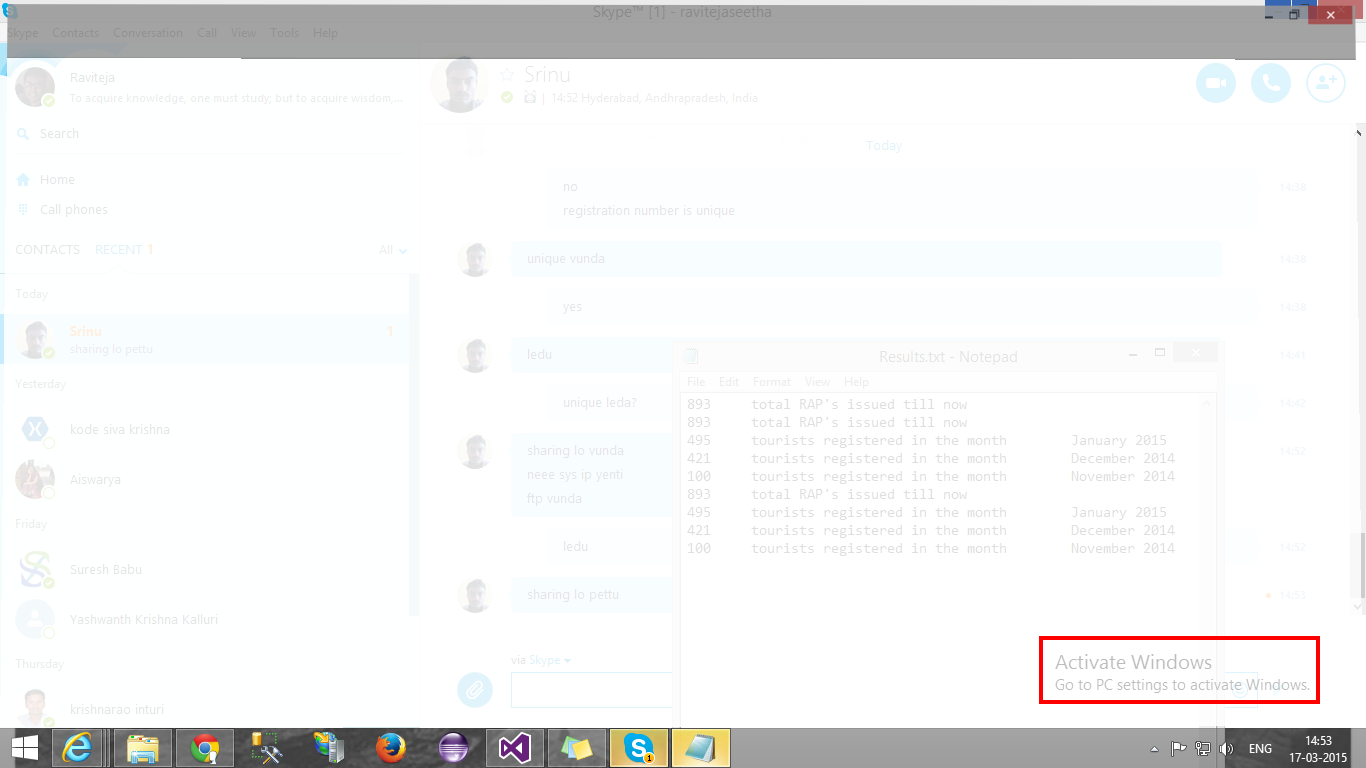 Skype™ [1] - ravitejaseetha
Skype Contacts Conversation Call View Tools Help
Raviteja
To acquire knowledge, one must study; but to acquire wisdom,...
Search
Home
Call phones
CONTACTS RECENT 1
All
Today
Srinu 1
sharing lo pettu
Yesterday
kode siva krishna
Aiswarya
Friday
Suresh Babu
Yashwanth Krishna Kalluri
Thursday
krishnarao inturi
Srinu
14:52 Hyderabad, Andhrapradesh, India
Today
no 14:38
registration number is unique
unique vunda 14:38
yes 14:38
ledu 14:41
unique leda? 14:42
sharing lo vunda 14:52
neee sys ip yenti
ftp vunda
ledu 14:52
sharing lo pettu 14:53
via Skype
Results.txt - Notepad
File Edit Format View Help
893 total RAP's issued till now
893 total RAP's issued till now
495 tourists registered in the month January 2015
421 tourists registered in the month December 2014
100 tourists registered in the month November 2014
893 total RAP's issued till now
495 tourists registered in the month January 2015
421 tourists registered in the month December 2014
100 tourists registered in the month November 2014
Activate Windows
Go to PC settings to activate Windows.
1
ENG
14:53
17-03-2015